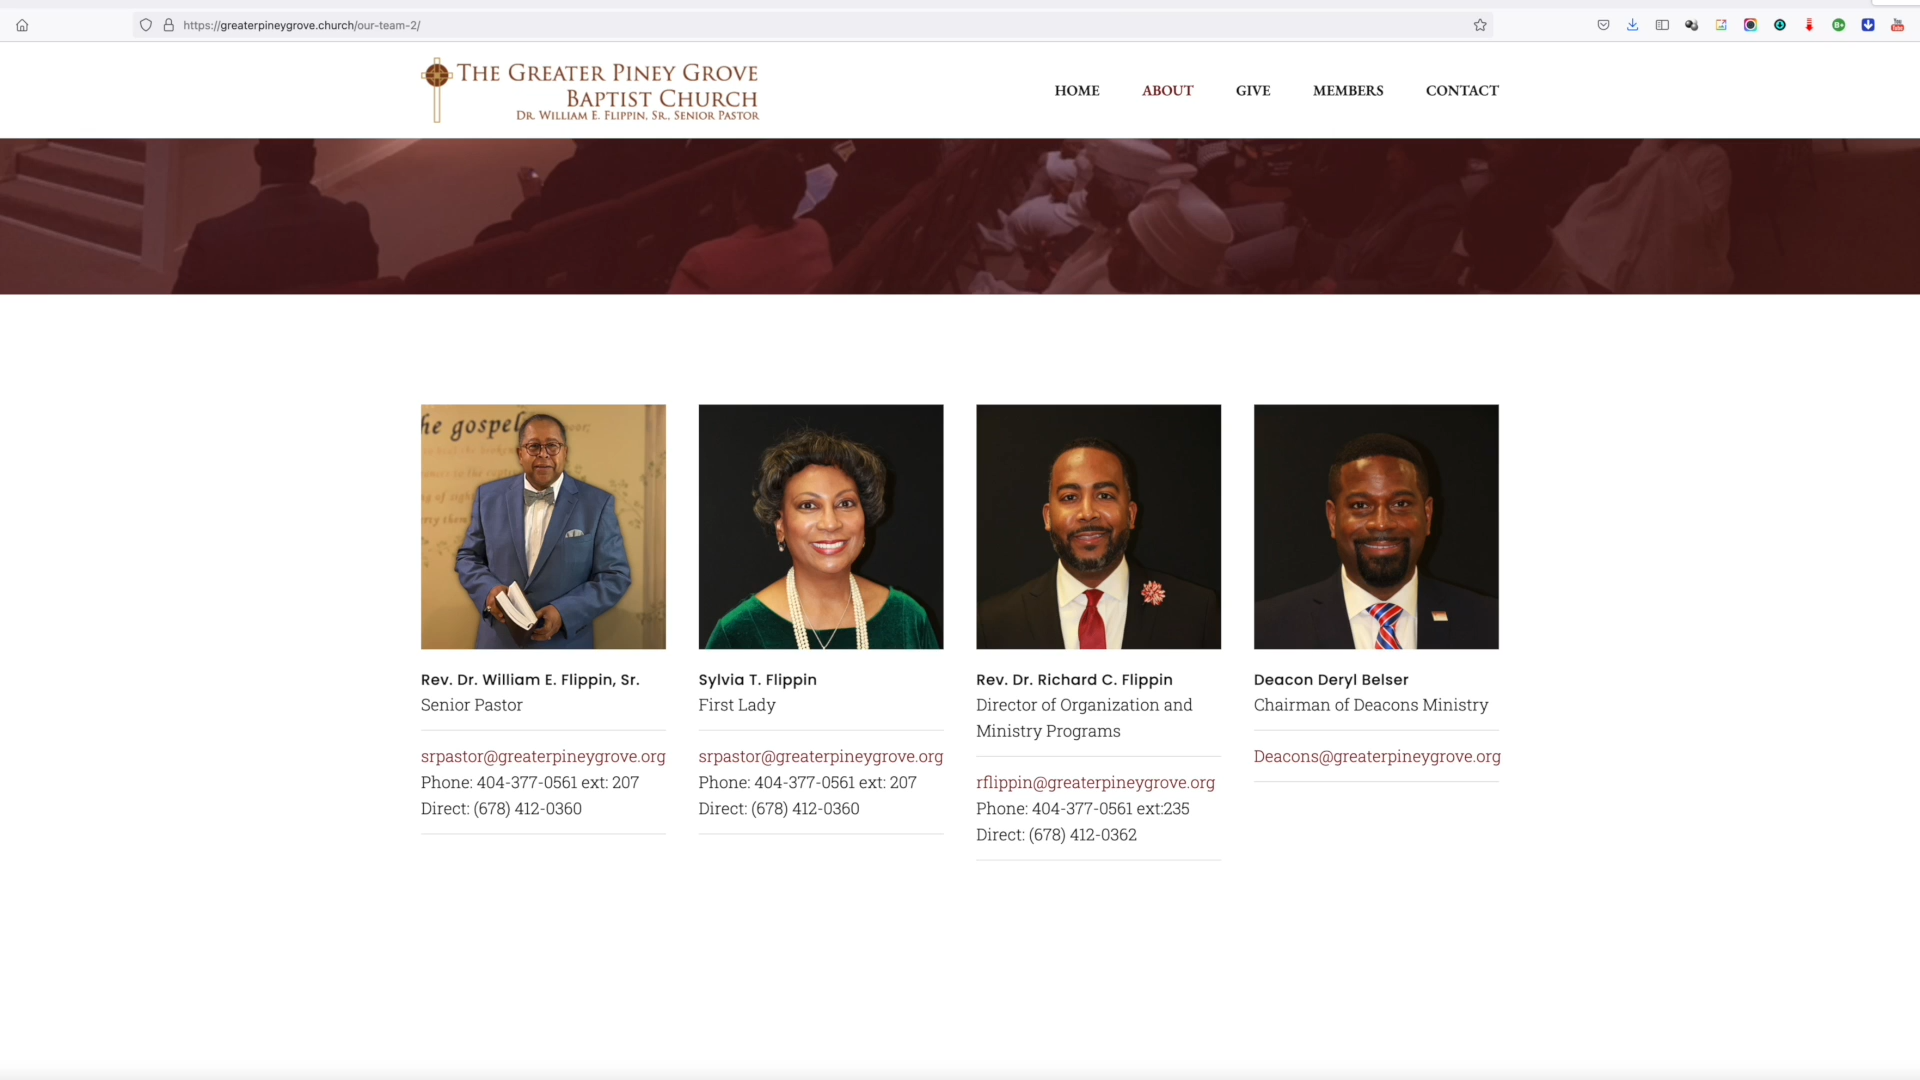 https://greaterpineygrove.church/our-team-2/
THE GREATER PINEY GROVE
BAPTIST CHURCH
DR. WILLIAM E. FLIPPIN, SR., SENIOR PASTOR
HOME
ABOUT
GIVE
MEMBERS
CONTACT
he gospel
Rev. Dr. William E. Flippin, Sr.
Senior Pastor
srpastor@greaterpineygrove.org
Phone: 404-377-0561 ext: 207
Direct: (678) 412-0360
Sylvia T. Flippin
First Lady
srpastor@greaterpineygrove.org
Phone: 404-377-0561 ext: 207
Direct: (678) 412-0360
Rev. Dr. Richard C. Flippin
Director of Organization and
Ministry Programs
rflippin@greaterpineygrove.org
Phone: 404-377-0561 ext:235
Direct: (678) 412-0362
Deacon Deryl Belser
Chairman of Deacons Ministry
Deacons@greaterpineygrove.org